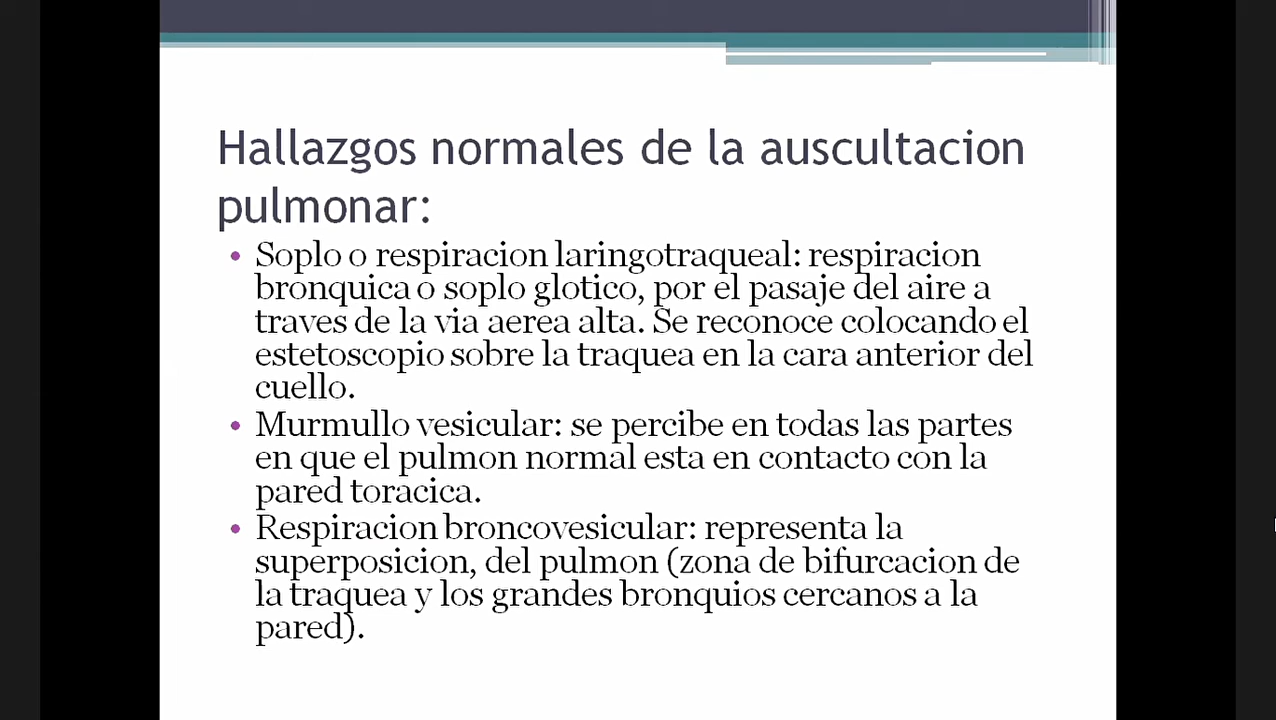 Hallazgos normales de la auscultacion
pulmonar:
• Soplo o respiracion laringotraqueal: respiracion
bronquica o soplo glotico, por el pasaje del aire a
traves de la via aerea alta. Se reconoce colocando el
estetoscopio sobre la traquea en la cara anterior del
cuello.
• Murmullo vesicular: se percibe en todas las partes
en que el pulmon normal esta en contacto con la
pared toracica.
• Respiracion broncovesicular: representa la
superposicion, del pulmon (zona de bifurcacion de
la traquea y los grandes bronquios cercanos a la
pared).